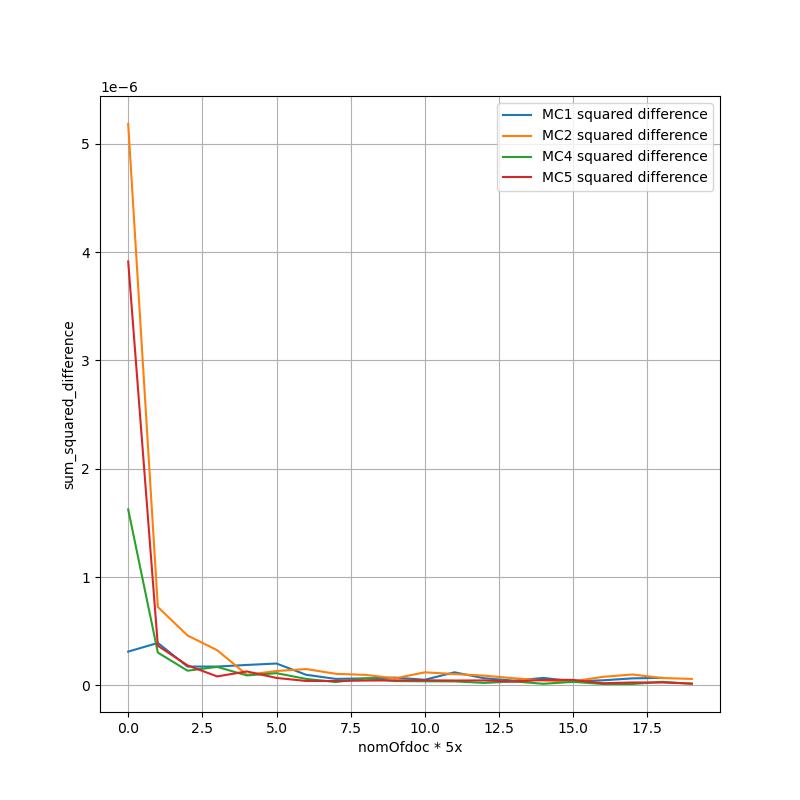 1e−6
5
4
3
2
1
0
sum_squared_difference
MC1 squared difference
MC2 squared difference
MC4 squared difference
MC5 squared difference
0.0 2.5 5.0 7.5 10.0 12.5 15.0 17.5
nomOfdoc * 5x